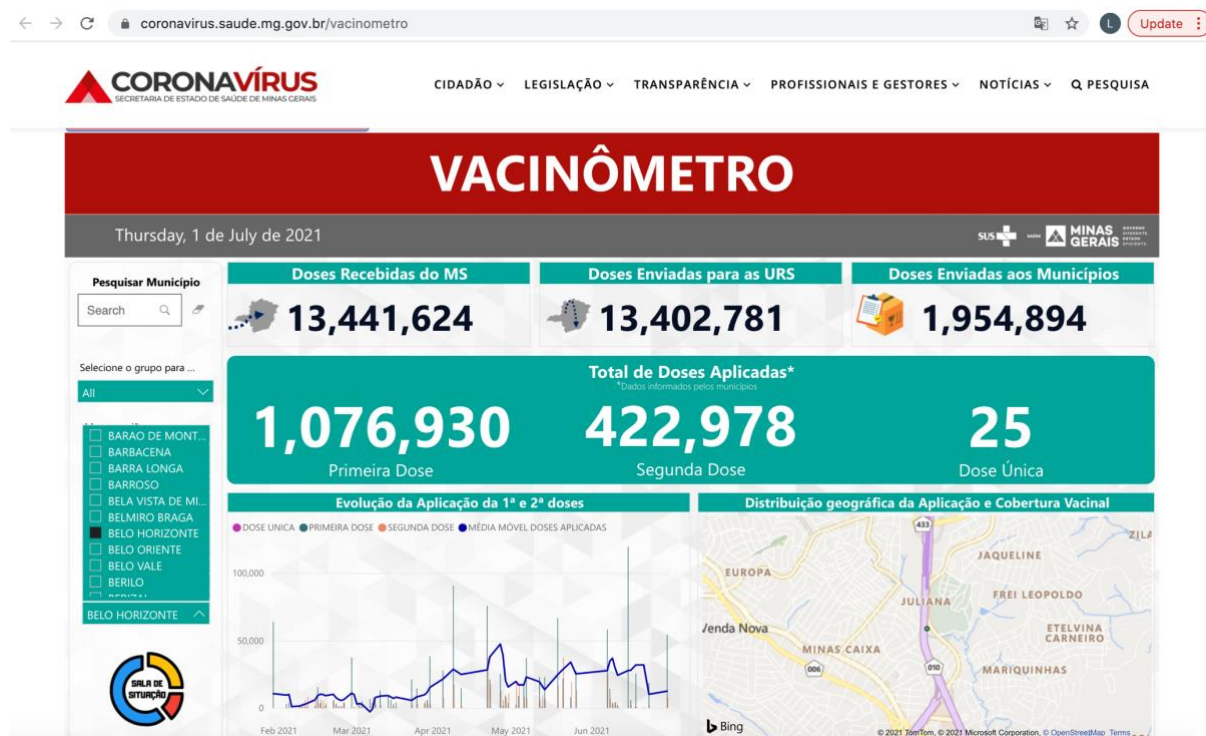 coronavirus.saude.mg.gov.br/vacinometro
L
Update
CORONAVÍRUS
SECRETARIA DE ESTADO DE SAÚDE DE MINAS GERAIS
CIDADÃO LEGISLAÇÃO TRANSPARÊNCIA PROFISSIONAIS E GESTORES NOTÍCIAS PESQUISA
VACINÔMETRO
Thursday, 1 de July de 2021
SUS MINAS GERAIS
Pesquisar Município
Search
Doses Recebidas do MS
13,441,624
Doses Enviadas para as URS
13,402,781
Doses Enviadas aos Municípios
1,954,894
Selecione o grupo para ...
All
BARAO DE MONT...
BARBACENA
BARRA LONGA
BARROSO
BELA VISTA DE MI...
BELMIRO BRAGA
BELO HORIZONTE
BELO ORIENTE
BELO VALE
BERILO
BELO HORIZONTE
SALA DE
SITUAÇÃO
Total de Doses Aplicadas*
*Dados informados pelos municípios
1,076,930
Primeira Dose
422,978
Segunda Dose
25
Dose Única
Evolução da Aplicação da 1ª e 2ª doses
DOSE UNICA PRIMEIRA DOSE SEGUNDA DOSE MÉDIA MÓVEL DOSES APLICADAS
100,000
50,000
0
Feb 2021 Mar 2021 Apr 2021 May 2021 Jun 2021
Distribuição geográfica da Aplicação e Cobertura Vacinal
433
ZILA
JAQUELINE
EUROPA
FREI LEOPOLDO
JULIANA
Venda Nova
ETELVINA
CARNEIRO
MINAS CAIXA
006
010
MARIQUINHAS
Bing
© 2021 TomTom, © 2021 Microsoft Corporation, © OpenStreetMap Terms